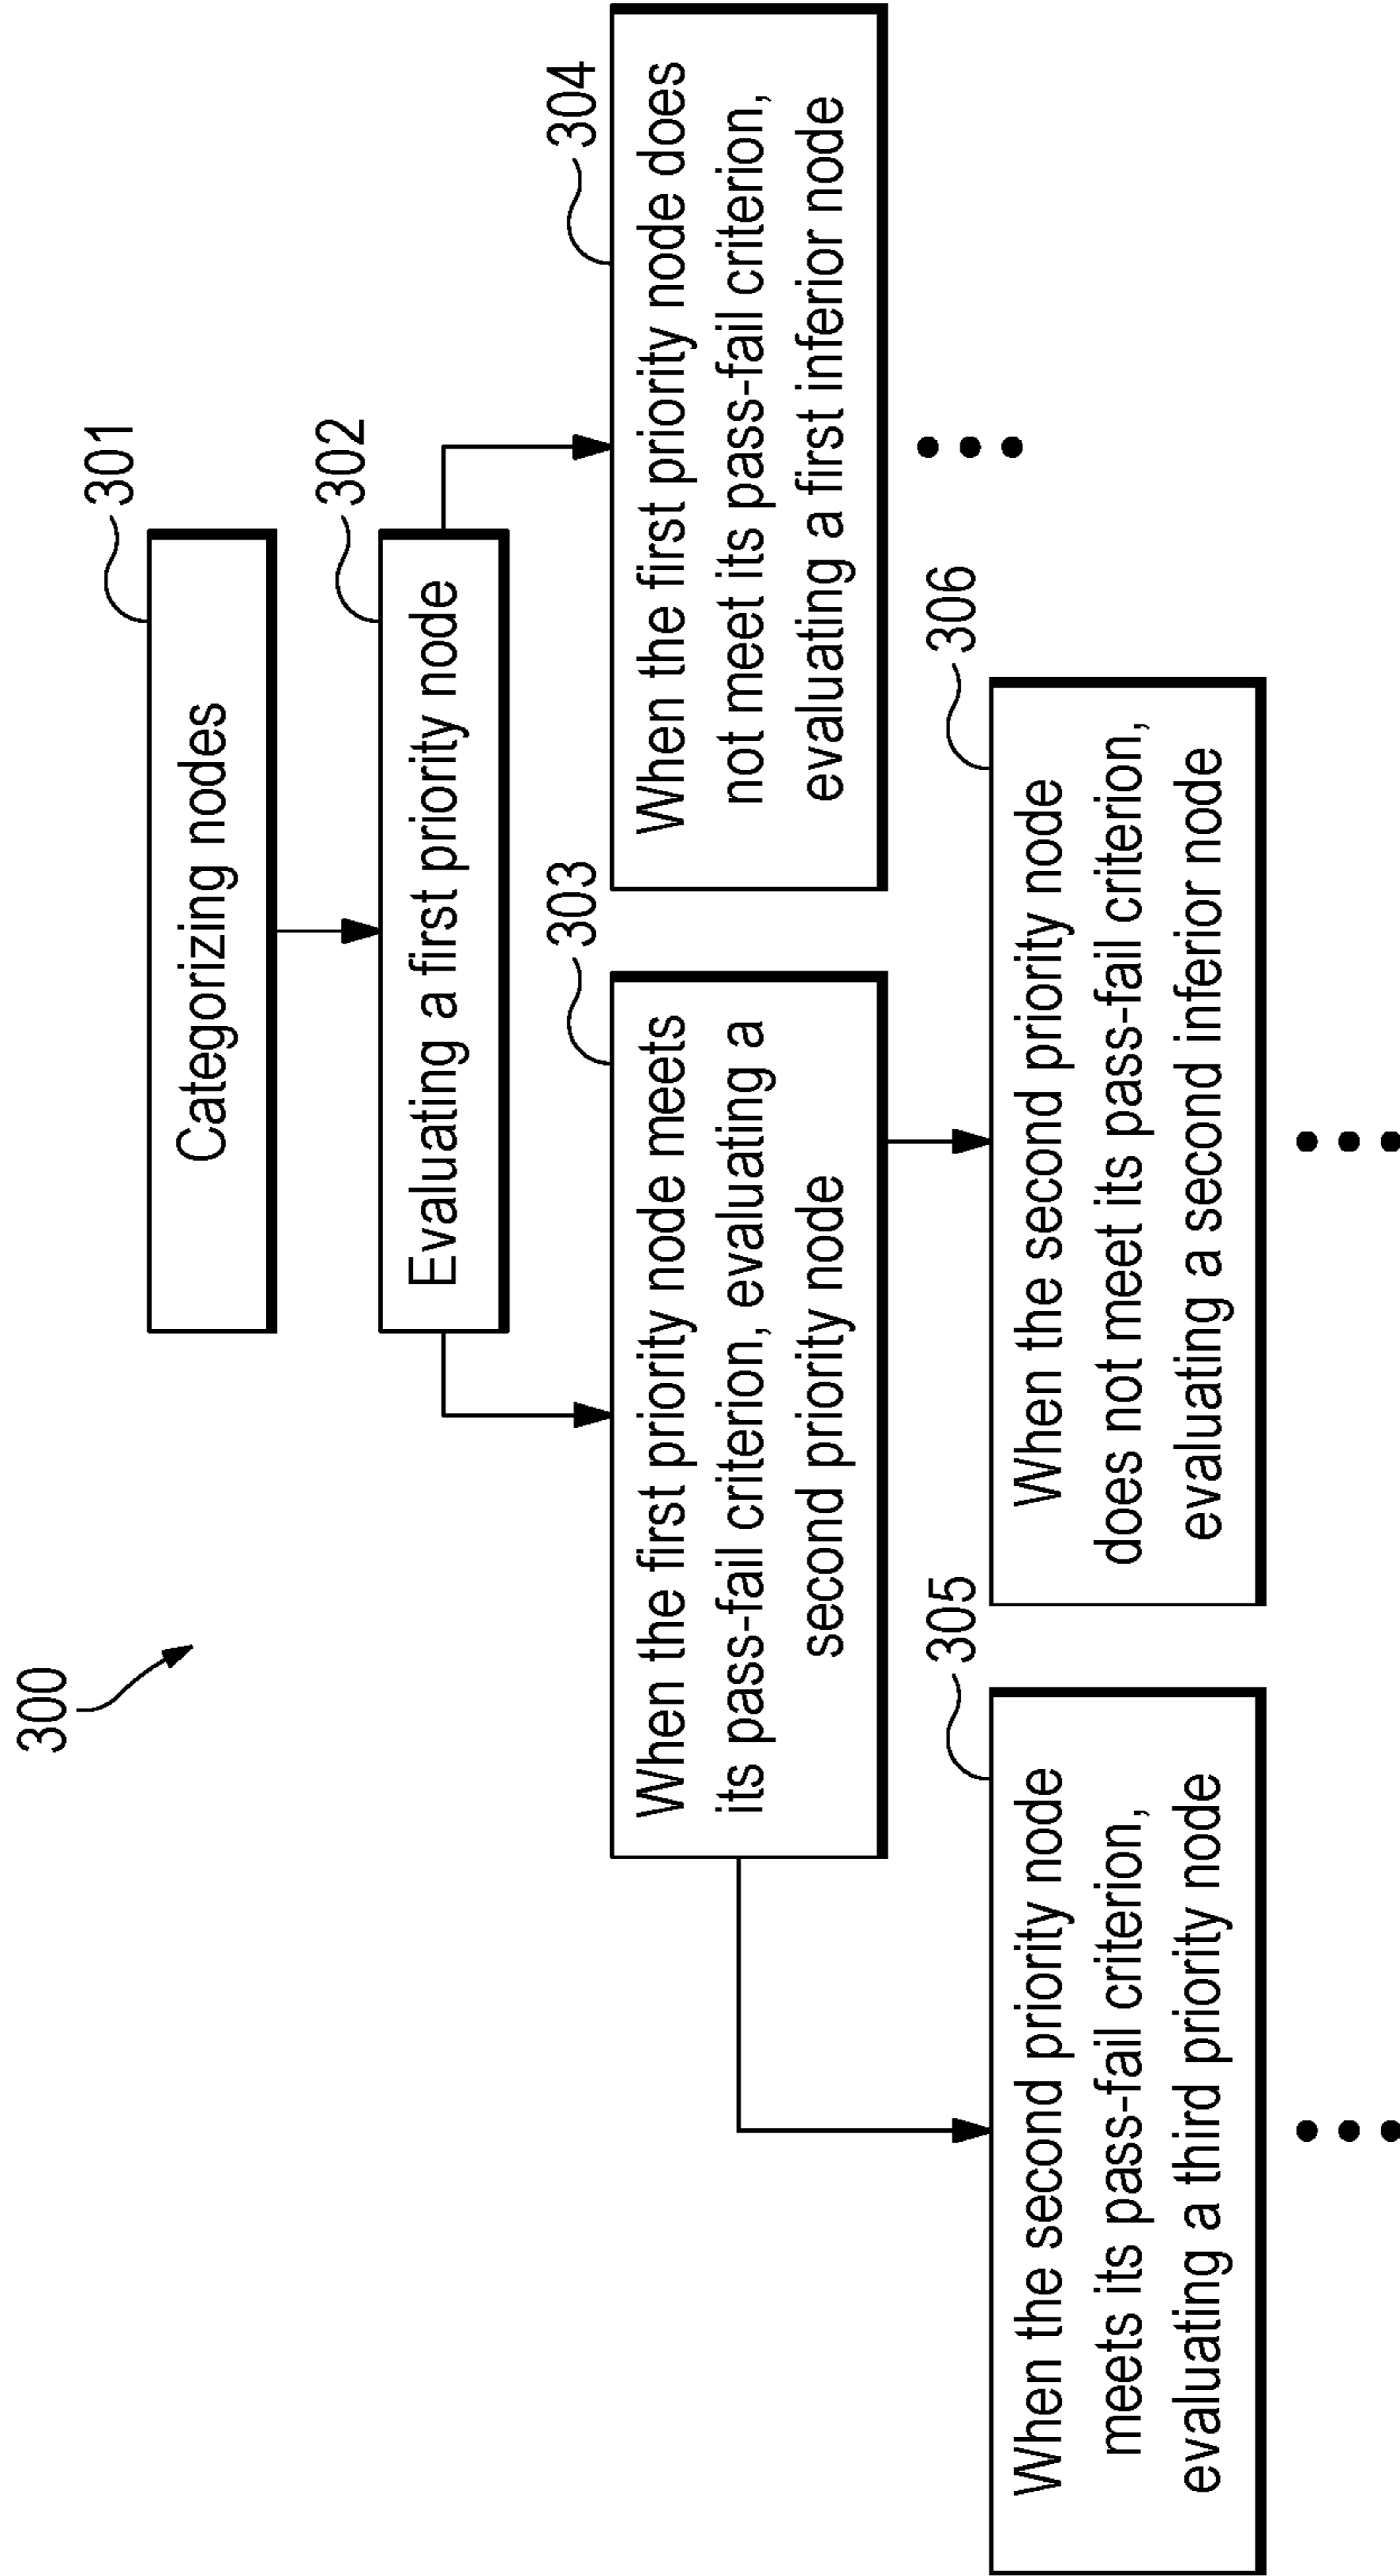 300
301
Categorizing nodes
302
Evaluating a first priority node
303
When the first priority node meets
its pass-fail criterion, evaluating a
second priority node
304
When the first priority node does
not meet its pass-fail criterion,
evaluating a first inferior node
305
When the second priority node
meets its pass-fail criterion,
evaluating a third priority node
306
When the second priority node
does not meet its pass-fail criterion,
evaluating a second inferior node